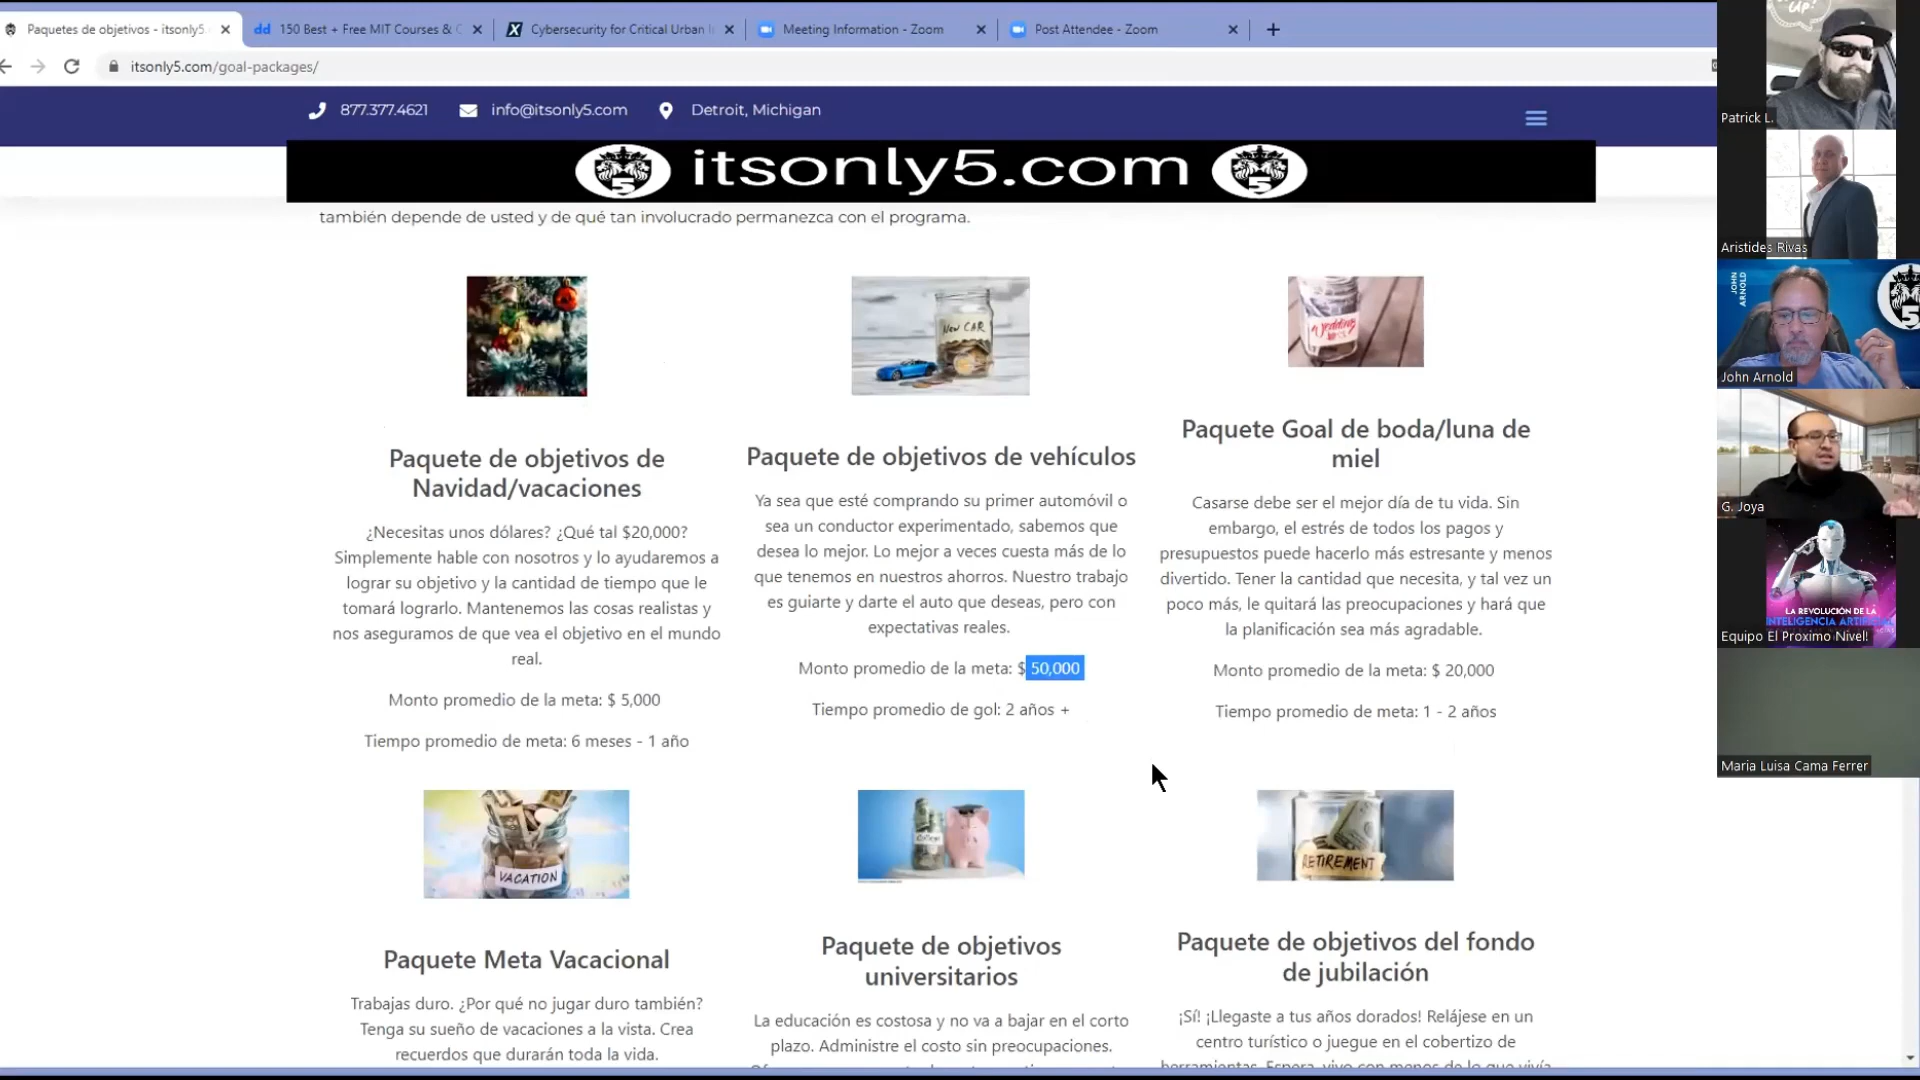 Paquetes de objetivos - itsonly5.
150 Best + Free MIT Courses & C
Cybersecurity for Critical Urban I
Meeting Information - Zoom
Post Attendee - Zoom
itsonly5.com/goal-packages/
877.377.4621
info@itsonly5.com
Detroit, Michigan
5 itsonly5.com 5
también depende de usted y de qué tan involucrado permanezca con el programa.
Paquete de objetivos de
Navidad/vacaciones
¿Necesitas unos dólares? ¿Qué tal $20,000?
Simplemente hable con nosotros y lo ayudaremos a
lograr su objetivo y la cantidad de tiempo que le
tomará lograrlo. Mantenemos las cosas realistas y
nos aseguramos de que vea el objetivo en el mundo
real.
Monto promedio de la meta: $ 5,000
Tiempo promedio de meta: 6 meses - 1 año
NEW CAR
Paquete de objetivos de vehículos
Ya sea que esté comprando su primer automóvil o
sea un conductor experimentado, sabemos que
desea lo mejor. Lo mejor a veces cuesta más de lo
que tenemos en nuestros ahorros. Nuestro trabajo
es guiarte y darte el auto que deseas, pero con
expectativas reales.
Monto promedio de la meta: $ 50,000
Tiempo promedio de gol: 2 años +
Wedding
Paquete Goal de boda/luna de
miel
Casarse debe ser el mejor día de tu vida. Sin
embargo, el estrés de todos los pagos y
presupuestos puede hacerlo más estresante y menos
divertido. Tener la cantidad que necesita, y tal vez un
poco más, le quitará las preocupaciones y hará que
la planificación sea más agradable.
Monto promedio de la meta: $ 20,000
Tiempo promedio de meta: 1 - 2 años
VACATION
Paquete Meta Vacacional
Trabajas duro. ¿Por qué no jugar duro también?
Tenga su sueño de vacaciones a la vista. Crea
recuerdos que durarán toda la vida.
Paquete de objetivos
universitarios
La educación es costosa y no va a bajar en el corto
plazo. Administre el costo sin preocupaciones.
RETIREMENT
Paquete de objetivos del fondo
de jubilación
¡Sí! ¡Llegaste a tus años dorados! Relájese en un
centro turístico o juegue en el cobertizo de
herramientas. Espera, vivo con menos de lo que vivía
UP!
Patrick L.
Aristides Rivas
JOHN
ARNOLD
5
John Arnold
G. Joya
LA REVOLUCIÓN DE LA
INTELIGENCIA ARTIFICIAL
Equipo El Proximo Nivel!
Maria Luisa Cama Ferrer